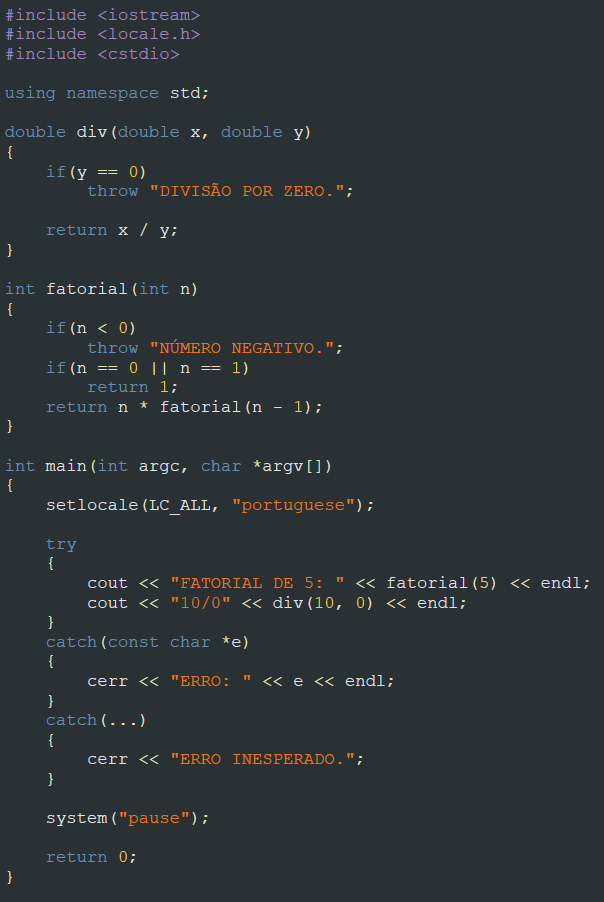 #include <iostream>
#include <locale.h>
#include <cstdio>
using namespace std;
double div(double x, double y)
{
if(y == 0)
throw "DIVISÃO POR ZERO.";
return x / y;
}
int fatorial(int n)
{
if(n < 0)
throw "NÚMERO NEGATIVO.";
if(n == 0 || n == 1)
return 1;
return n * fatorial(n - 1);
}
int main(int argc, char *argv[])
{
setlocale(LC_ALL, "portuguese");
try
{
cout << "FATORIAL DE 5: " << fatorial(5) << endl;
cout << "10/0" << div(10, 0) << endl;
}
catch(const char *e)
{
cerr << "ERRO: " << e << endl;
}
catch(...)
{
cerr << "ERRO INESPERADO.";
}
system("pause");
return 0;
}